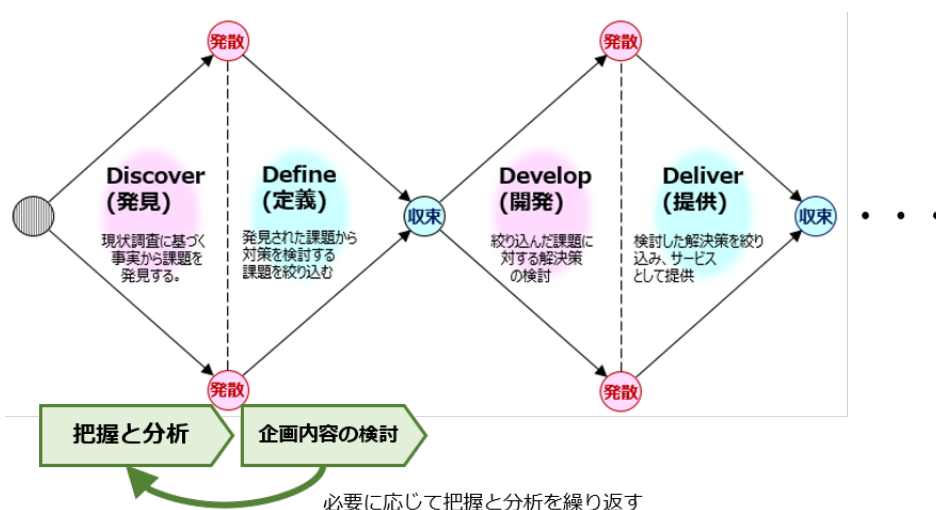 発散
発散
Discover
(発見)
現状調査に基づく
事実から課題を
発見する。
Define
(定義)
発見された課題から
対策を検討する
課題を絞り込む
収束
Develop
(開発)
絞り込んだ課題に
対する解決策
の検討
Deliver
(提供)
検討した解決策を絞り
込み、サービス
として提供
収束
・・・
発散
発散
把握と分析
企画内容の検討
必要に応じて把握と分析を繰り返す